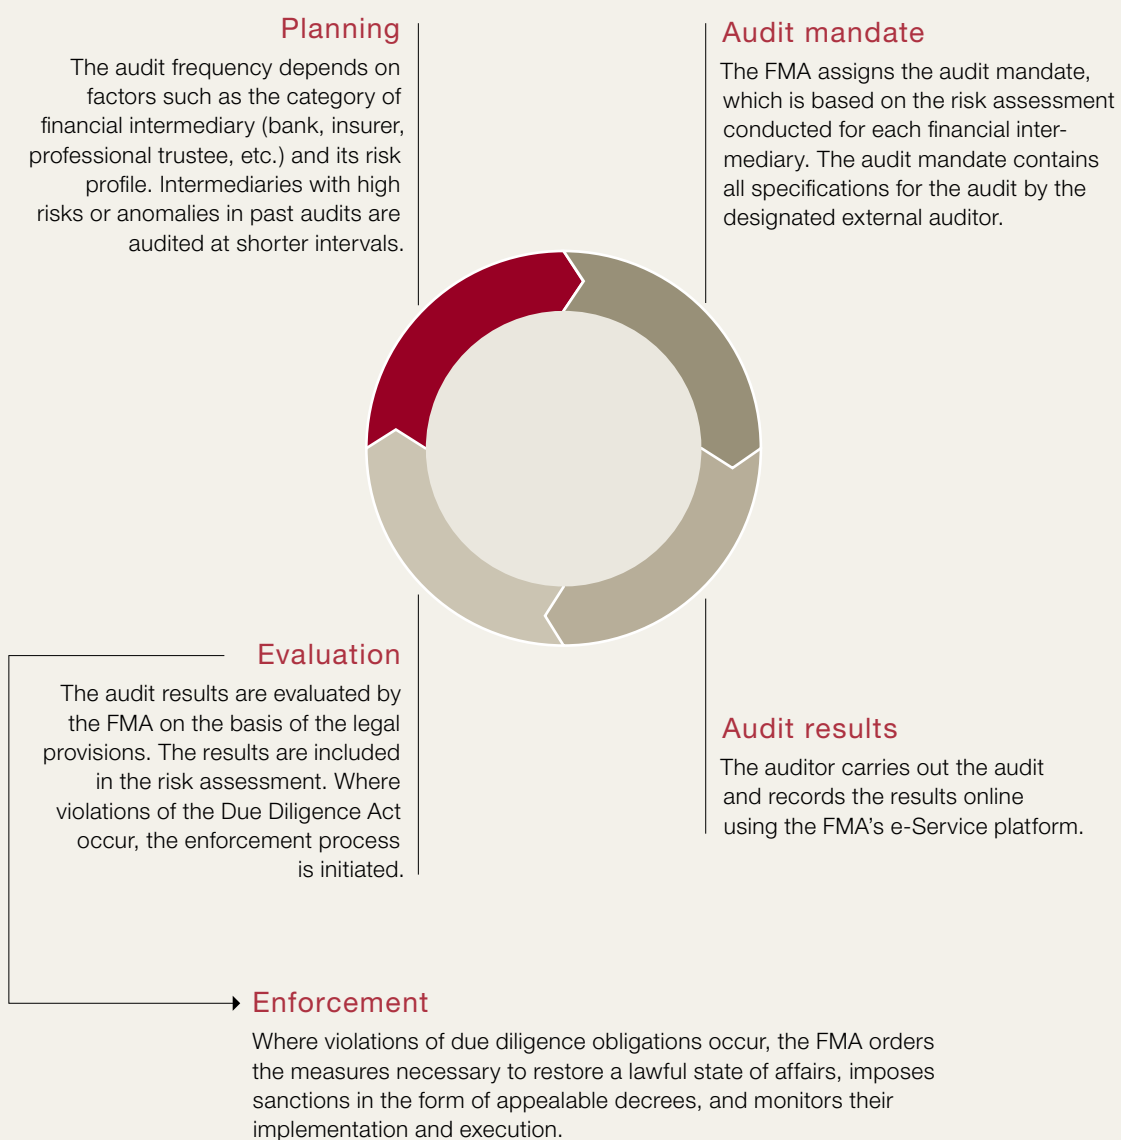 Planning
The audit frequency depends on
factors such as the category of
financial intermediary (bank, insurer,
professional trustee, etc.) and its risk
profile. Intermediaries with high
risks or anomalies in past audits are
audited at shorter intervals.
Audit mandate
The FMA assigns the audit mandate,
which is based on the risk assessment
conducted for each financial inter-
mediary. The audit mandate contains
all specifications for the audit by the
designated external auditor.
Evaluation
The audit results are evaluated by
the FMA on the basis of the legal
provisions. The results are included
in the risk assessment. Where
violations of the Due Diligence Act
occur, the enforcement process
is initiated.
Audit results
The auditor carries out the audit
and records the results online
using the FMA's e-Service platform.
Enforcement
Where violations of due diligence obligations occur, the FMA orders
the measures necessary to restore a lawful state of affairs, imposes
sanctions in the form of appealable decrees, and monitors their
implementation and execution.